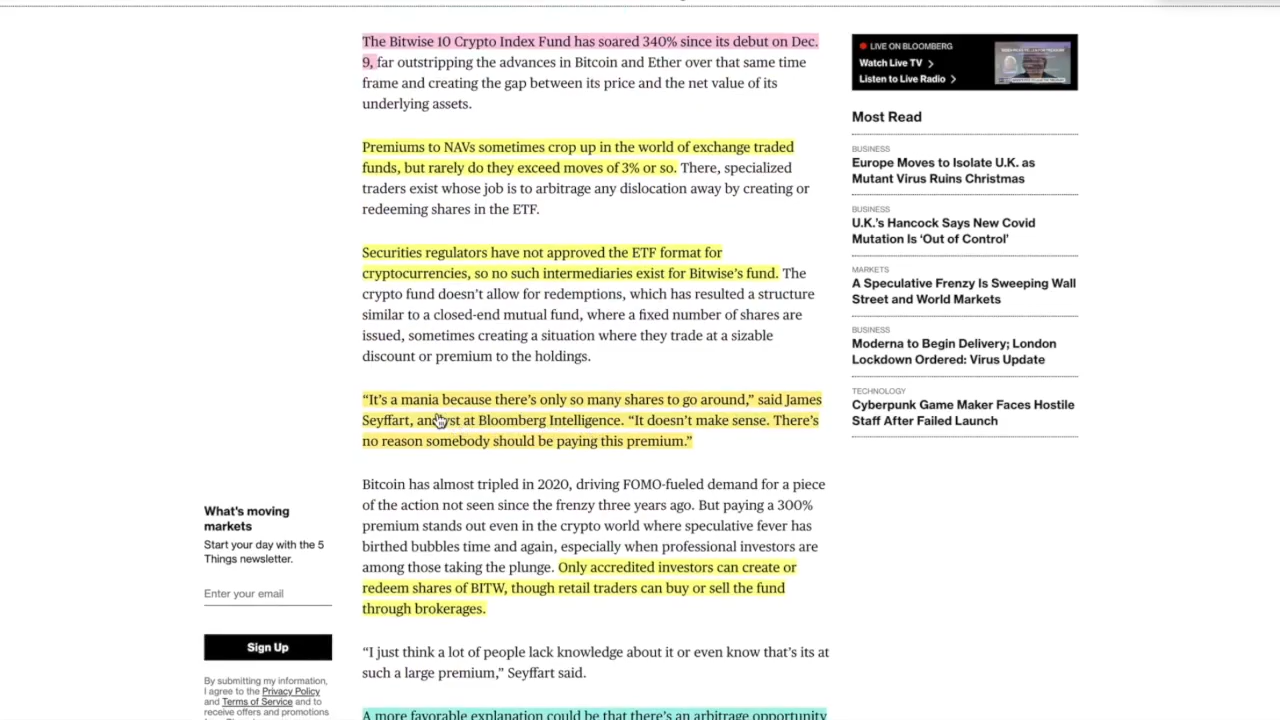 The Bitwise 10 Crypto Index Fund has soared 340% since its debut on Dec.
9, far outstripping the advances in Bitcoin and Ether over that same time
frame and creating the gap between its price and the net value of its
underlying assets.
Premiums to NAVs sometimes crop up in the world of exchange traded
funds, but rarely do they exceed moves of 3% or so. There, specialized
traders exist whose job is to arbitrage any dislocation away by creating or
redeeming shares in the ETF.
Securities regulators have not approved the ETF format for
cryptocurrencies, so no such intermediaries exist for Bitwise’s fund. The
crypto fund doesn’t allow for redemptions, which has resulted a structure
similar to a closed-end mutual fund, where a fixed number of shares are
issued, sometimes creating a situation where they trade at a sizable
discount or premium to the holdings.
“It’s a mania because there’s only so many shares to go around,” said James
Seyffart, analyst at Bloomberg Intelligence. “It doesn’t make sense. There’s
no reason somebody should be paying this premium.”
Bitcoin has almost tripled in 2020, driving FOMO-fueled demand for a piece
of the action not seen since the frenzy three years ago. But paying a 300%
premium stands out even in the crypto world where speculative fever has
birthed bubbles time and again, especially when professional investors are
among those taking the plunge. Only accredited investors can create or
redeem shares of BITW, though retail traders can buy or sell the fund
through brokerages.
“I just think a lot of people lack knowledge about it or even know that’s its at
such a large premium,” Seyffart said.
A more favorable explanation could be that there’s an arbitrage opportunity
What’s moving
markets
Start your day with the 5
Things newsletter.
Enter your email
Sign Up
By submitting my information,
I agree to the Privacy Policy
and Terms of Service and to
receive offers and promotions
LIVE ON BLOOMBERG
Watch Live TV
Listen to Live Radio
Most Read
BUSINESS
Europe Moves to Isolate U.K. as
Mutant Virus Ruins Christmas
BUSINESS
U.K.’s Hancock Says New Covid
Mutation Is ‘Out of Control’
MARKETS
A Speculative Frenzy Is Sweeping Wall
Street and World Markets
BUSINESS
Moderna to Begin Delivery; London
Lockdown Ordered: Virus Update
TECHNOLOGY
Cyberpunk Game Maker Faces Hostile
Staff After Failed Launch